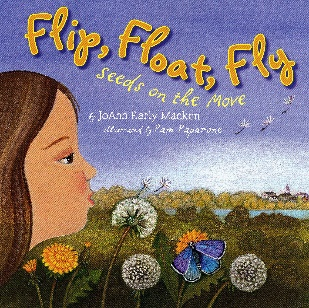 Flip, Float, Fly
seeds on the Move
by JoAnn Early Macken
illustrated by Pam Paparone